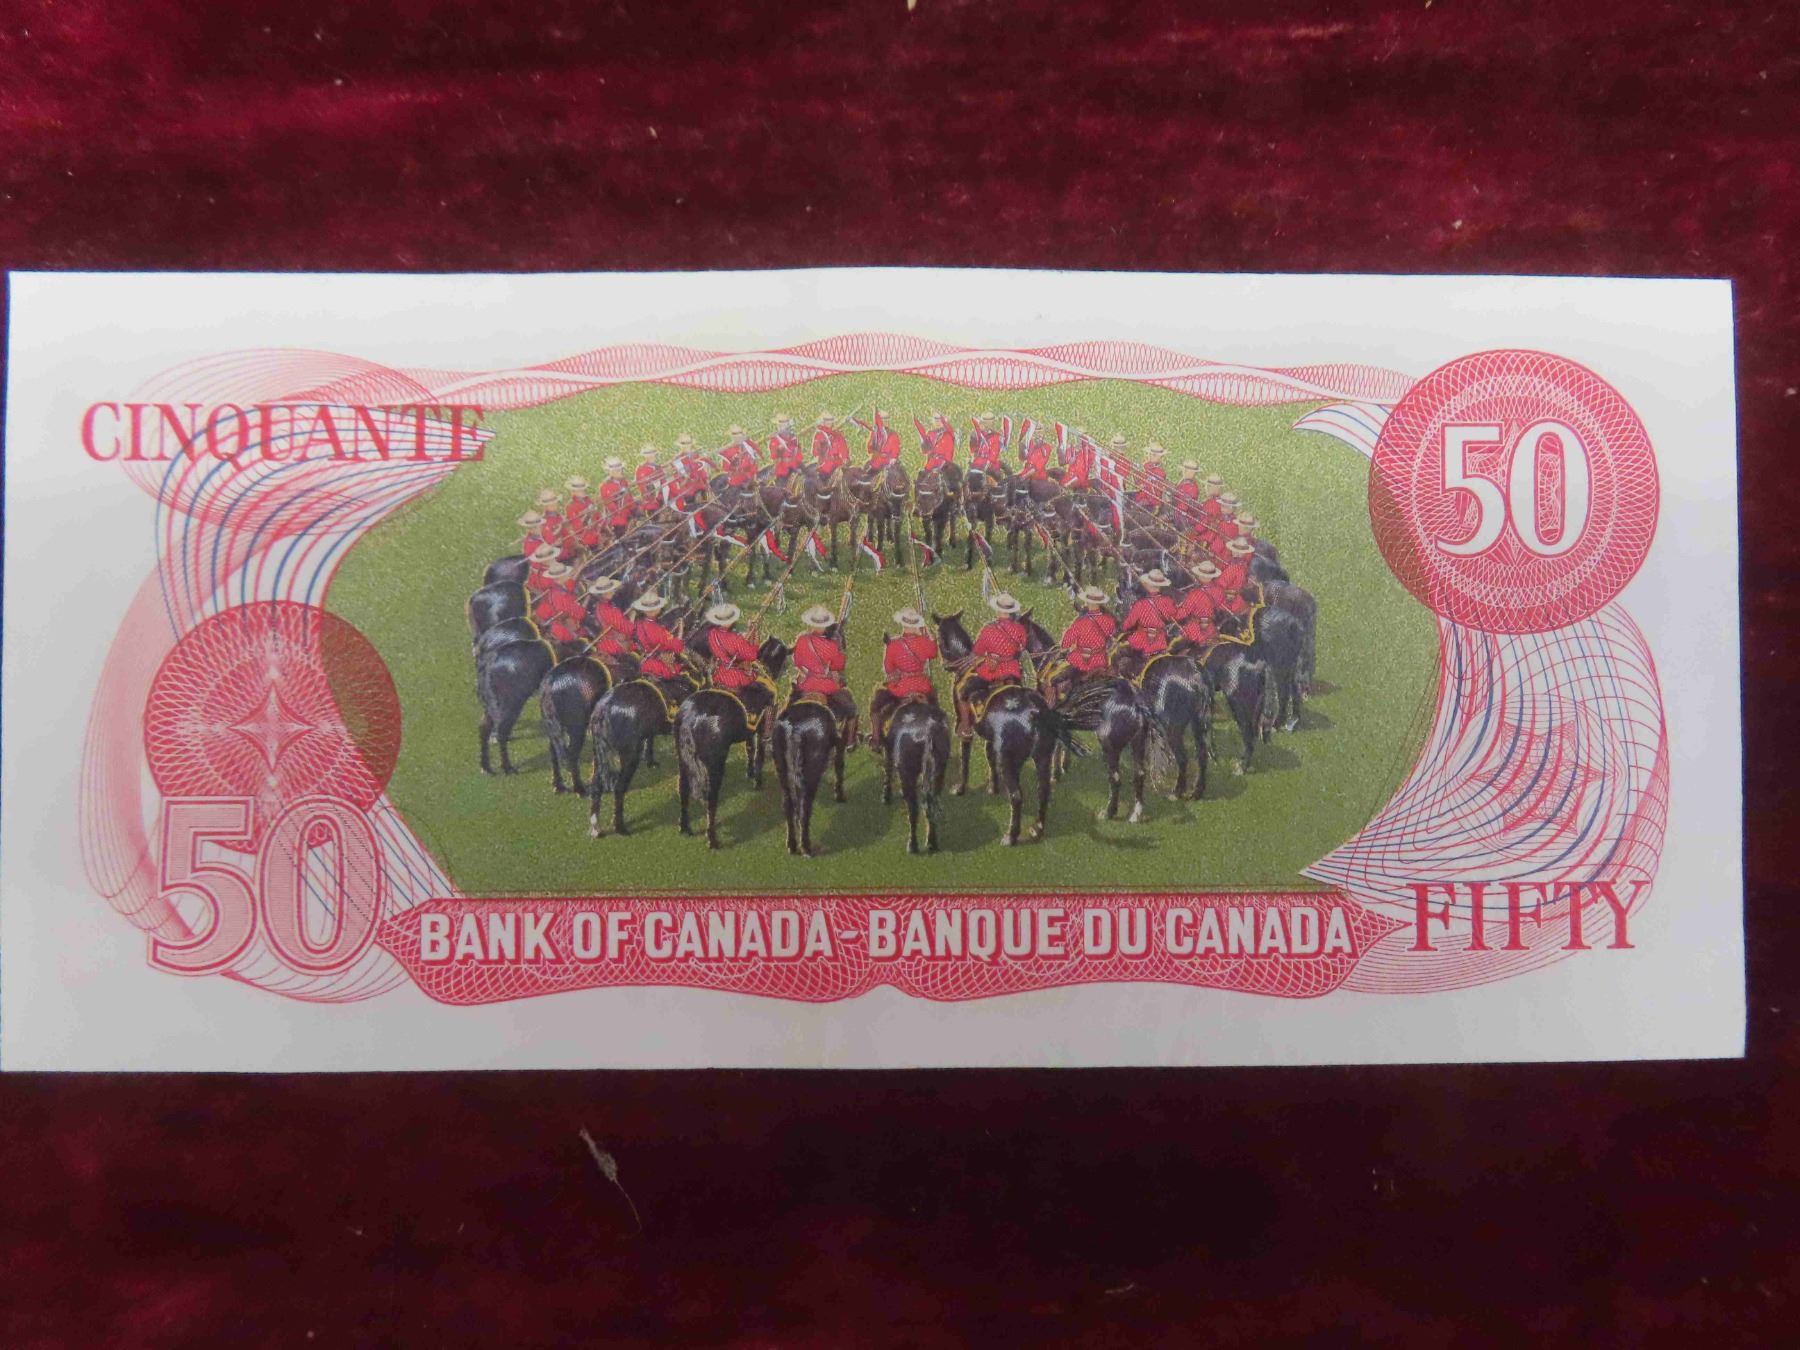 CINQUANTE
50
50
BANK OF CANADA - BANQUE DU CANADA
FIFTY